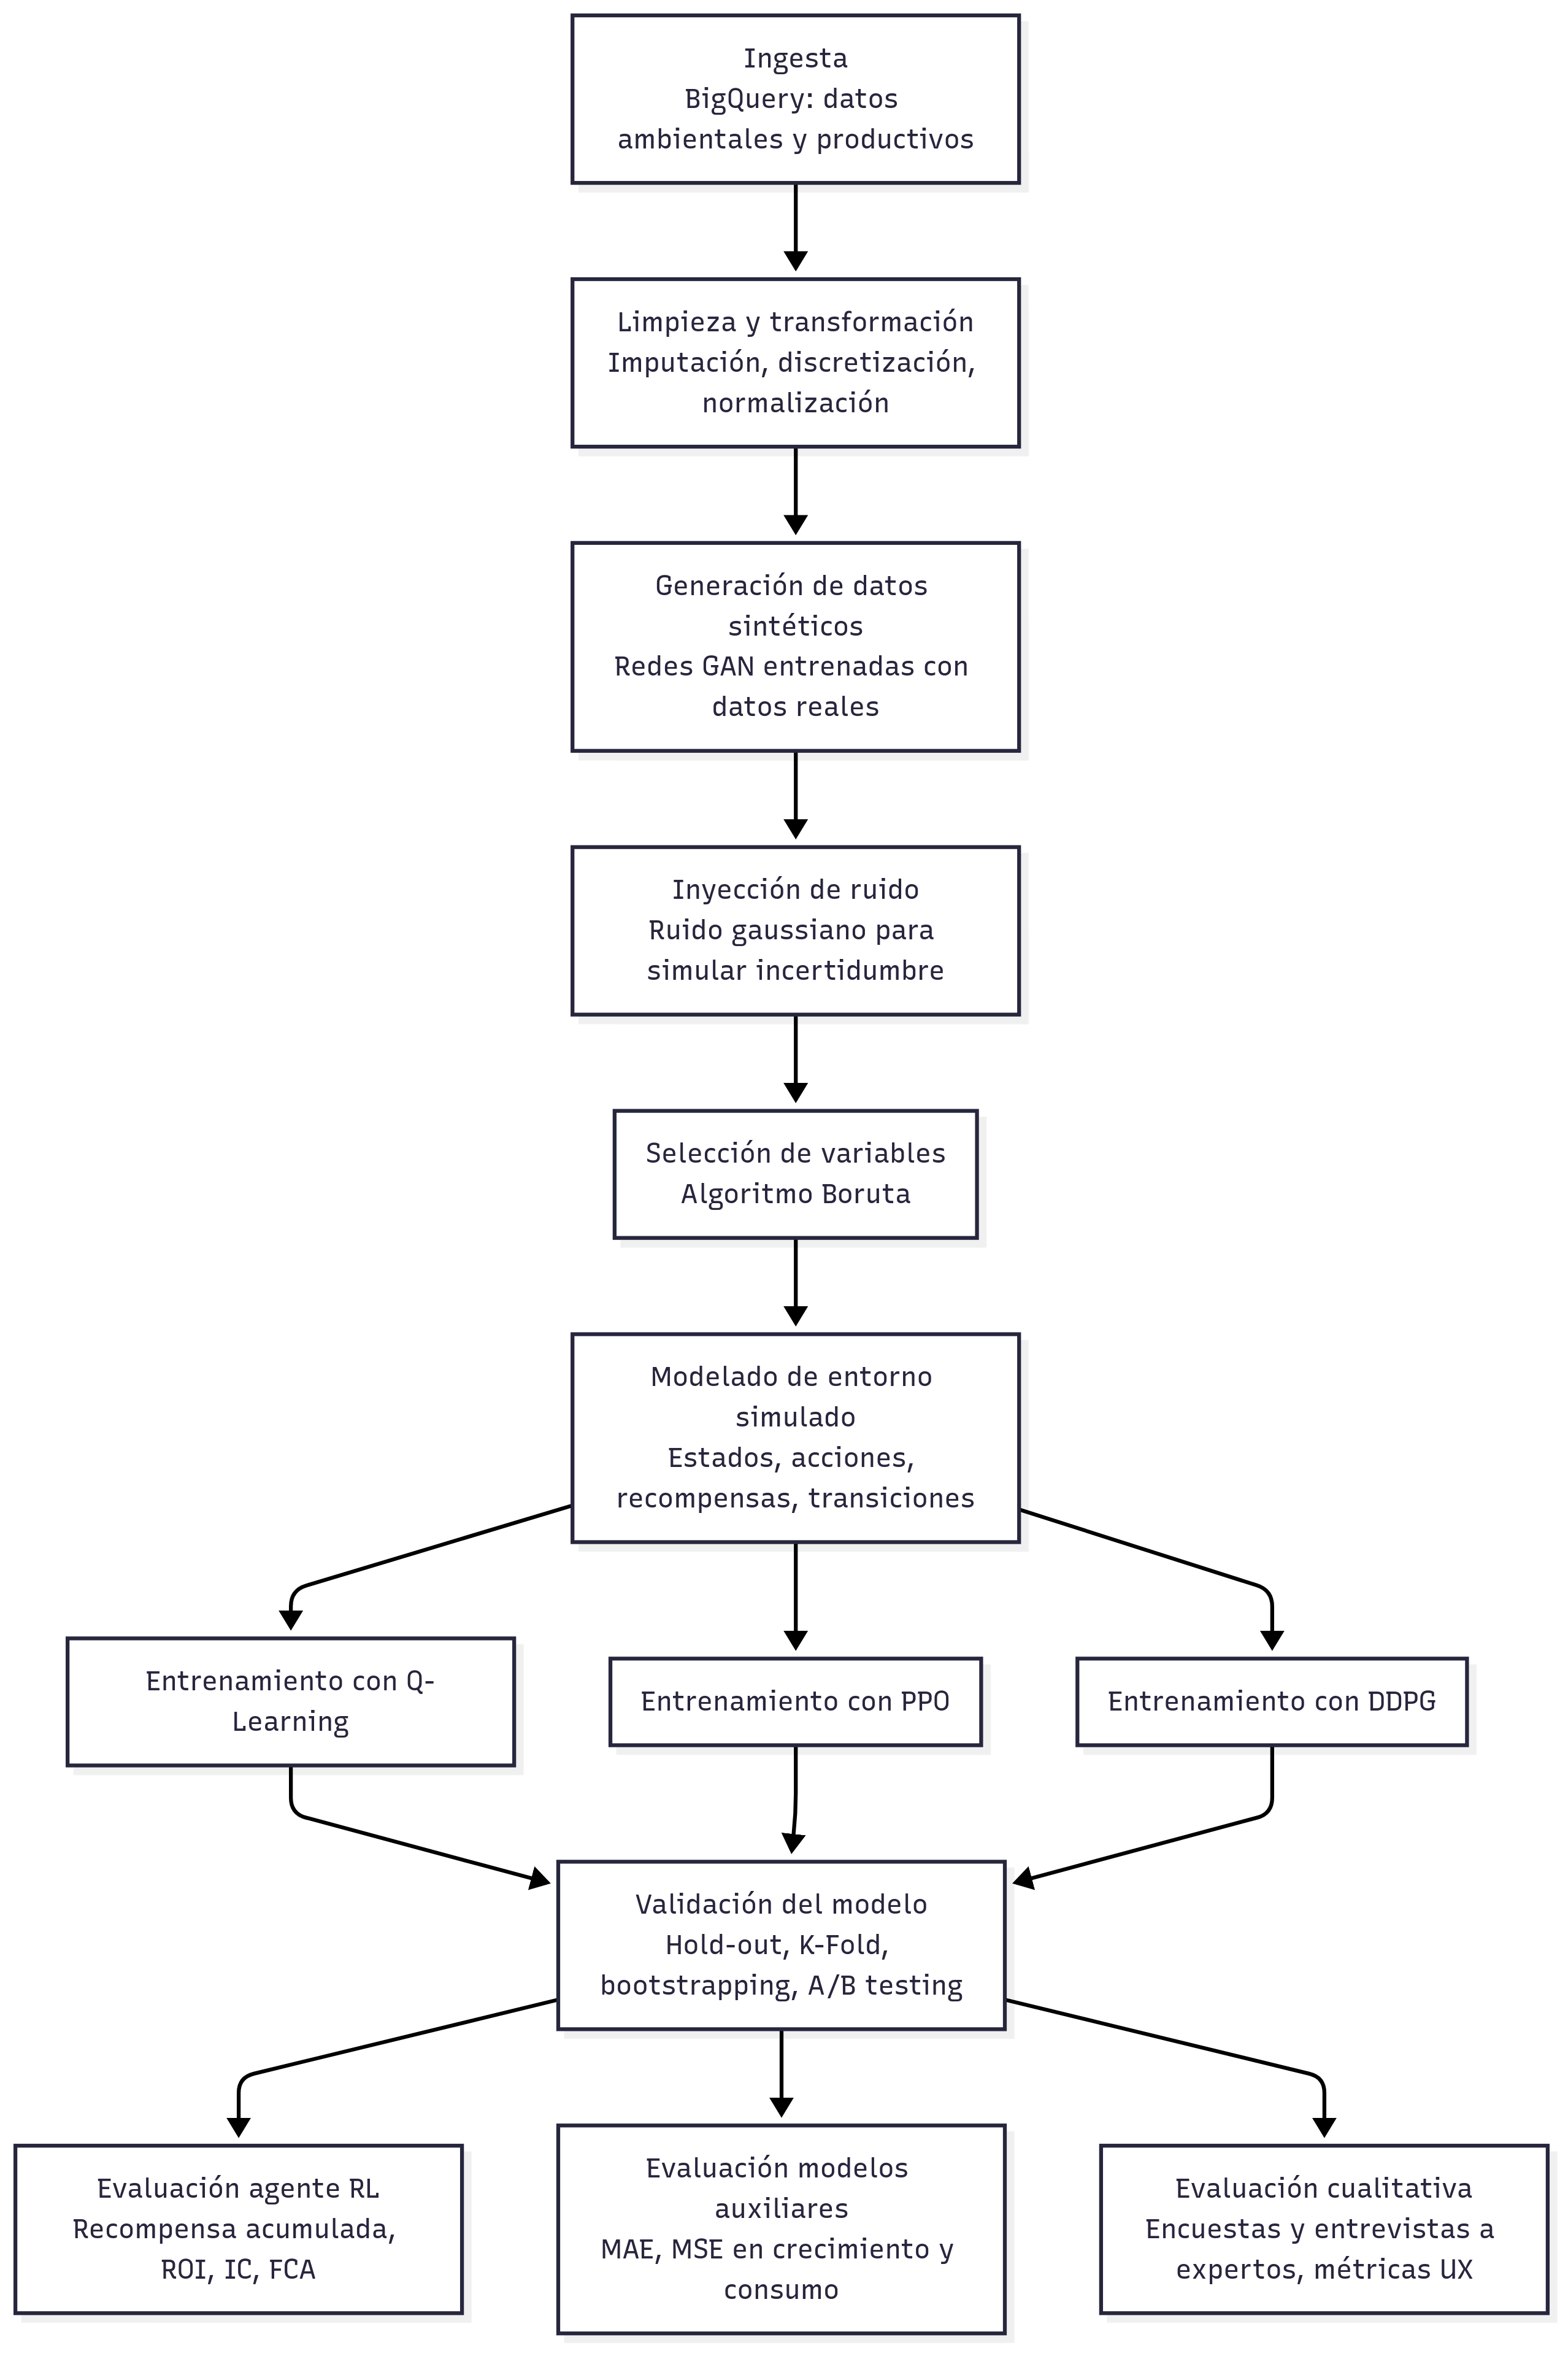 Ingesta
BigQuery: datos
ambientales y productivos
Limpieza y transformación
Imputación, discretización,
normalización
Generación de datos
sintéticos
Redes GAN entrenadas con
datos reales
Inyección de ruido
Ruido gaussiano para
simular incertidumbre
Selección de variables
Algoritmo Boruta
Modelado de entorno
simulado
Estados, acciones,
recompensas, transiciones
Entrenamiento con Q-
Learning
Entrenamiento con PPO
Entrenamiento con DDPG
Validación del modelo
Hold-out, K-Fold,
bootstrapping, A/B testing
Evaluación agente RL
Recompensa acumulada,
ROI, IC, FCA
Evaluación modelos
auxiliares
MAE, MSE en crecimiento y
consumo
Evaluación cualitativa
Encuestas y entrevistas a
expertos, métricas UX